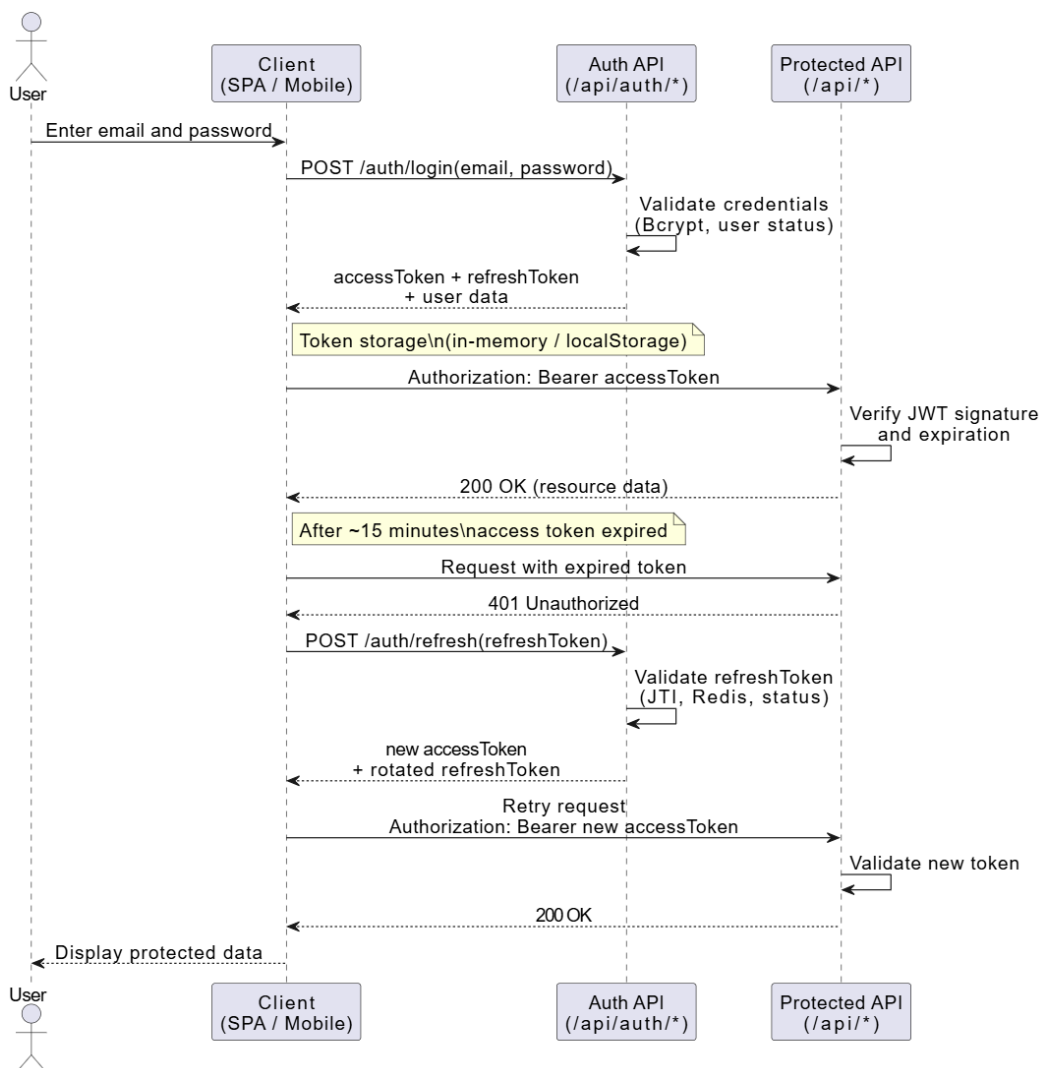 User
Client
(SPA / Mobile)
Auth API
(/api/auth/*)
Protected API
(/api/*)
Enter email and password
POST /auth/login(email, password)
Validate credentials
(Bcrypt, user status)
accessToken + refreshToken
+ user data
Token storage\n(in-memory / localStorage)
Authorization: Bearer accessToken
Verify JWT signature
and expiration
200 OK (resource data)
After ~15 minutes\naccess token expired
Request with expired token
401 Unauthorized
POST /auth/refresh(refreshToken)
Validate refreshToken
(JTI, Redis, status)
new accessToken
+ rotated refreshToken
Retry request
Authorization: Bearer new accessToken
Validate new token
200 OK
Display protected data
User
Client
(SPA / Mobile)
Auth API
(/api/auth/*)
Protected API
(/api/*)